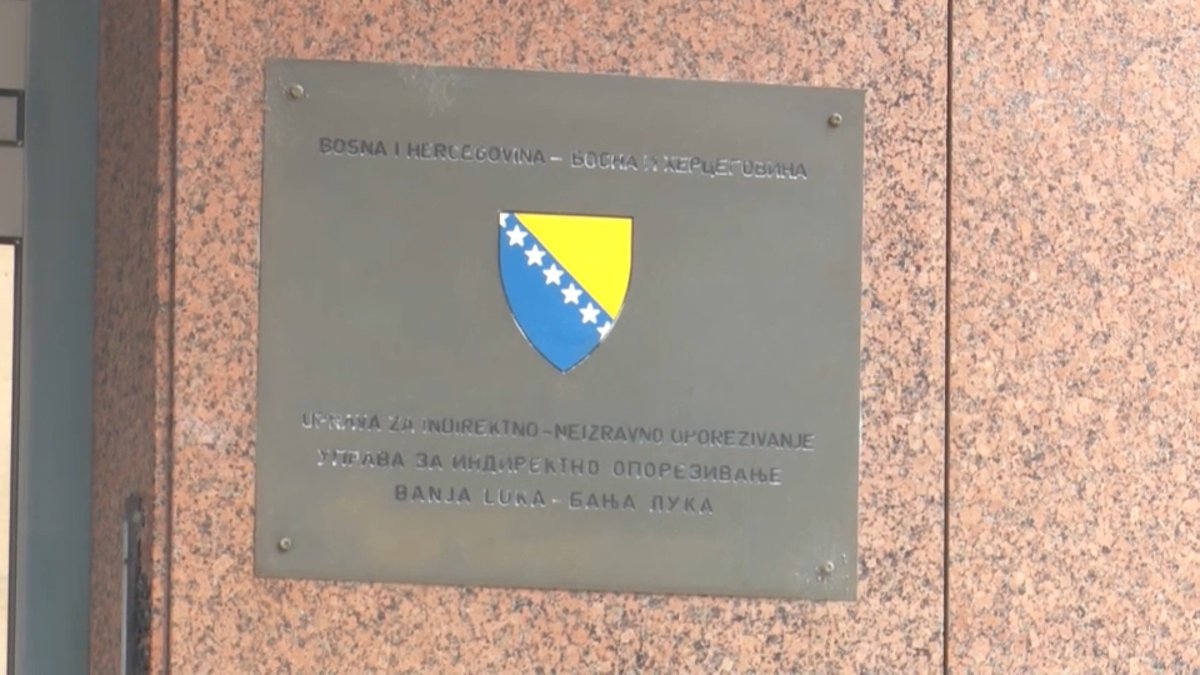 BOSNA I HERCEGOVINA - БОСНА И ХЕРЦЕГОВИНА
UPRAVA ZA INDIREKTNO-NEIZRAVNO OPOREZIVANJE
УПРАВА ЗА ИНДИРЕКТНО ОПОРЕЗИВАЊЕ
BANJA LUKA - БАЊА ЛУКА